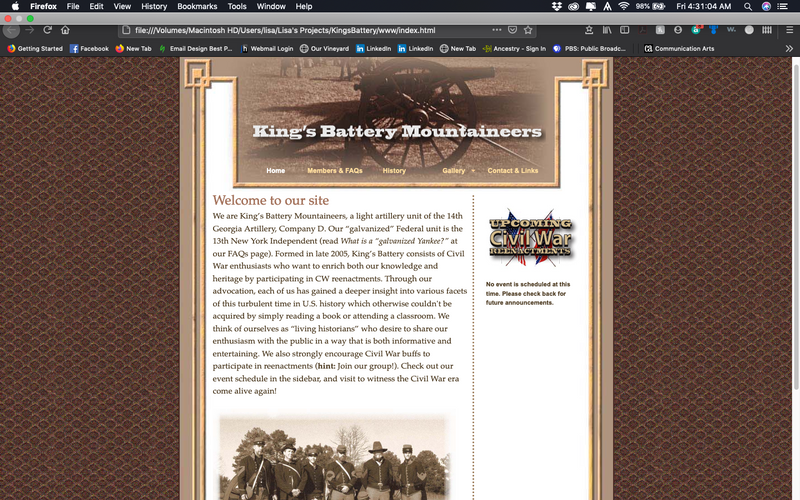 Firefox File Edit View History Bookmarks Tools Window Help 98% Fri 4:31:04 AM
file:///Volumes/Macintosh HD/Users/lisa/Lisa's Projects/KingsBattery/www/index.html
Getting Started Facebook New Tab Email Design Best P... Webmail Login Our Vineyard LinkedIn LinkedIn New Tab Ancestry - Sign In PBS: Public Broadc... Communication Arts
King's Battery Mountaineers
Home Members & FAQs History Gallery Contact & Links
Welcome to our site
We are King's Battery Mountaineers, a light artillery unit of the 14th
Georgia Artillery, Company D. Our “galvanized” Federal unit is the
13th New York Independent (read What is a “galvanized Yankee?” at
our FAQs page). Formed in late 2005, King's Battery consists of Civil
War enthusiasts who want to enrich both our knowledge and
heritage by participating in CW reenactments. Through our
advocation, each of us has gained a deeper insight into various facets
of this turbulent time in U.S. history which otherwise couldn't be
acquired by simply reading a book or attending a classroom. We
think of ourselves as “living historians” who desire to share our
enthusiasm with the public in a way that is both informative and
entertaining. We also strongly encourage Civil War buffs to
participate in reenactments (hint: Join our group!). Check out our
event schedule in the sidebar, and visit to witness the Civil War era
come alive again!
UPCOMING
Civil War
REENACTMENTS
No event is scheduled at this
time. Please check back for
future announcements.